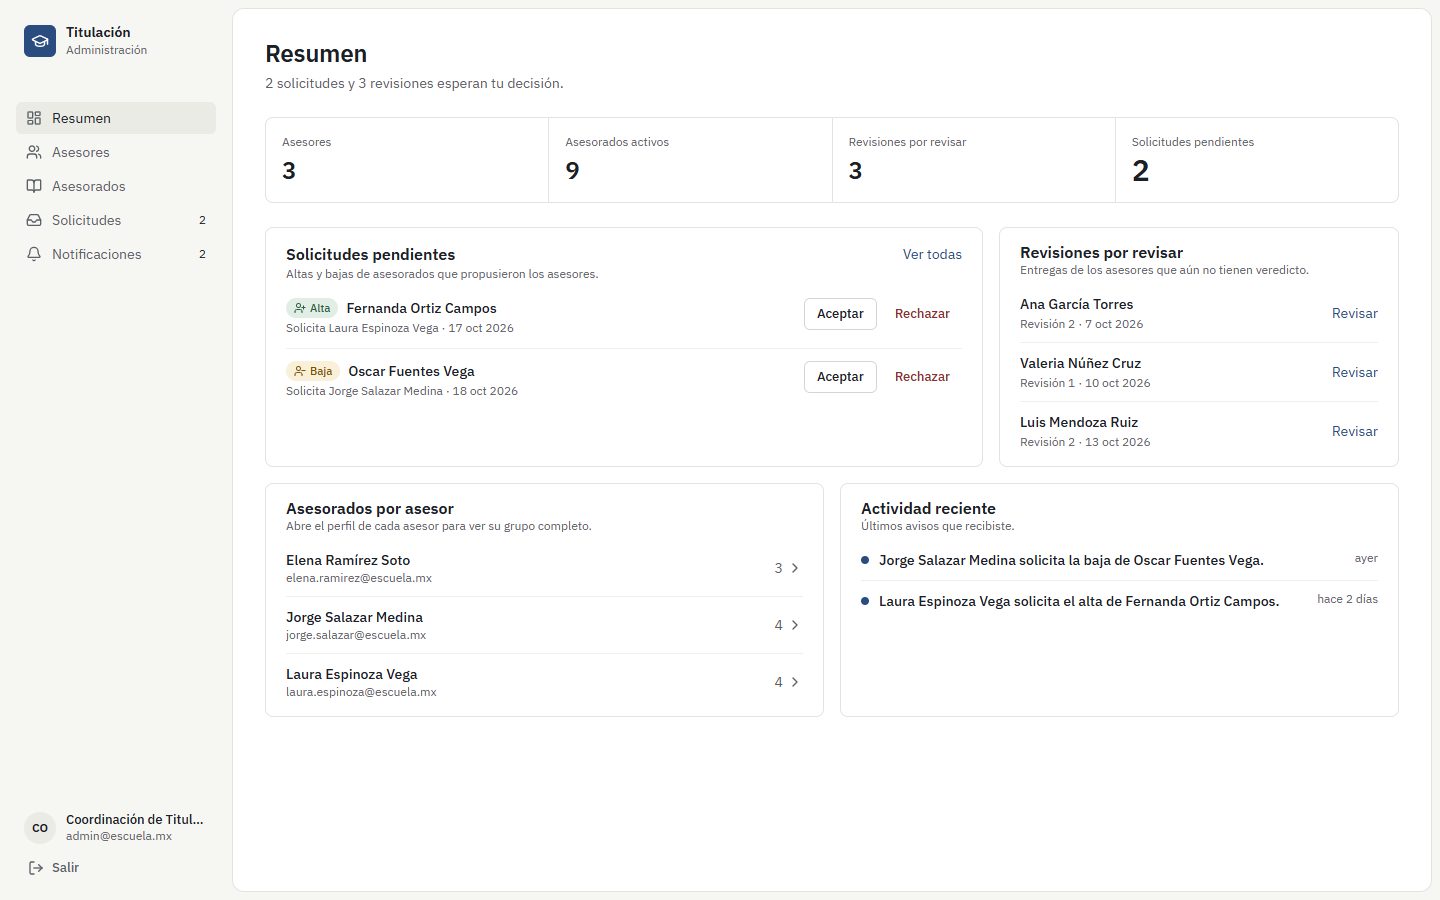 Titulación
Administración
Resumen
Asesores
Asesorados
Solicitudes 2
Notificaciones 2
Coordinación de Titul...
CO
admin@escuela.mx
Salir
Resumen
2 solicitudes y 3 revisiones esperan tu decisión.
Asesores
3
Asesorados activos
9
Revisiones por revisar
3
Solicitudes pendientes
2
Solicitudes pendientes
Ver todas
Altas y bajas de asesorados que propusieron los asesores.
Alta Fernanda Ortiz Campos
Solicita Laura Espinoza Vega · 17 oct 2026
Aceptar Rechazar
Baja Oscar Fuentes Vega
Solicita Jorge Salazar Medina · 18 oct 2026
Aceptar Rechazar
Revisiones por revisar
Entregas de los asesores que aún no tienen veredicto.
Ana García Torres
Revisión 2 · 7 oct 2026
Revisar
Valeria Núñez Cruz
Revisión 1 · 10 oct 2026
Revisar
Luis Mendoza Ruiz
Revisión 2 · 13 oct 2026
Revisar
Asesorados por asesor
Abre el perfil de cada asesor para ver su grupo completo.
Elena Ramírez Soto
elena.ramirez@escuela.mx
3
Jorge Salazar Medina
jorge.salazar@escuela.mx
4
Laura Espinoza Vega
laura.espinoza@escuela.mx
4
Actividad reciente
Últimos avisos que recibiste.
Jorge Salazar Medina solicita la baja de Oscar Fuentes Vega. ayer
Laura Espinoza Vega solicita el alta de Fernanda Ortiz Campos. hace 2 días